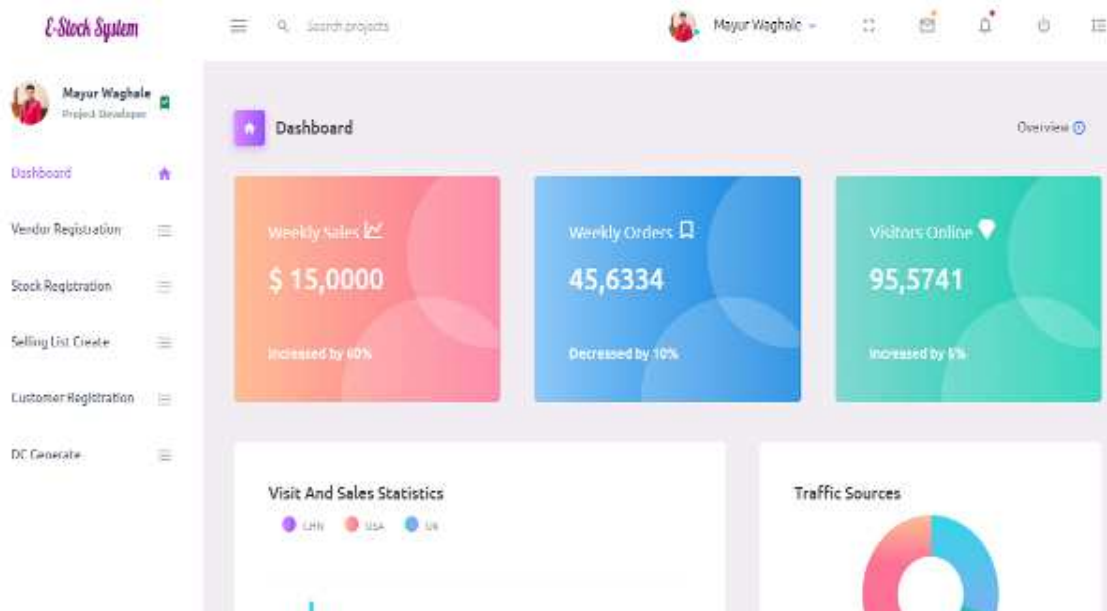 E-Stock System
Search projects
Mayur Waghale
Mayur Waghale
Project Developer
Dashboard
Vendor Registration
Stock Registration
Selling List Create
Customer Registration
DC Generate
Dashboard
Overview
Weekly Sales
$ 15,0000
Increased by 60%
Weekly Orders
45,6334
Decreased by 10%
Visitors Online
95,5741
Increased by 5%
Visit And Sales Statistics
CHN USA UK
Traffic Sources